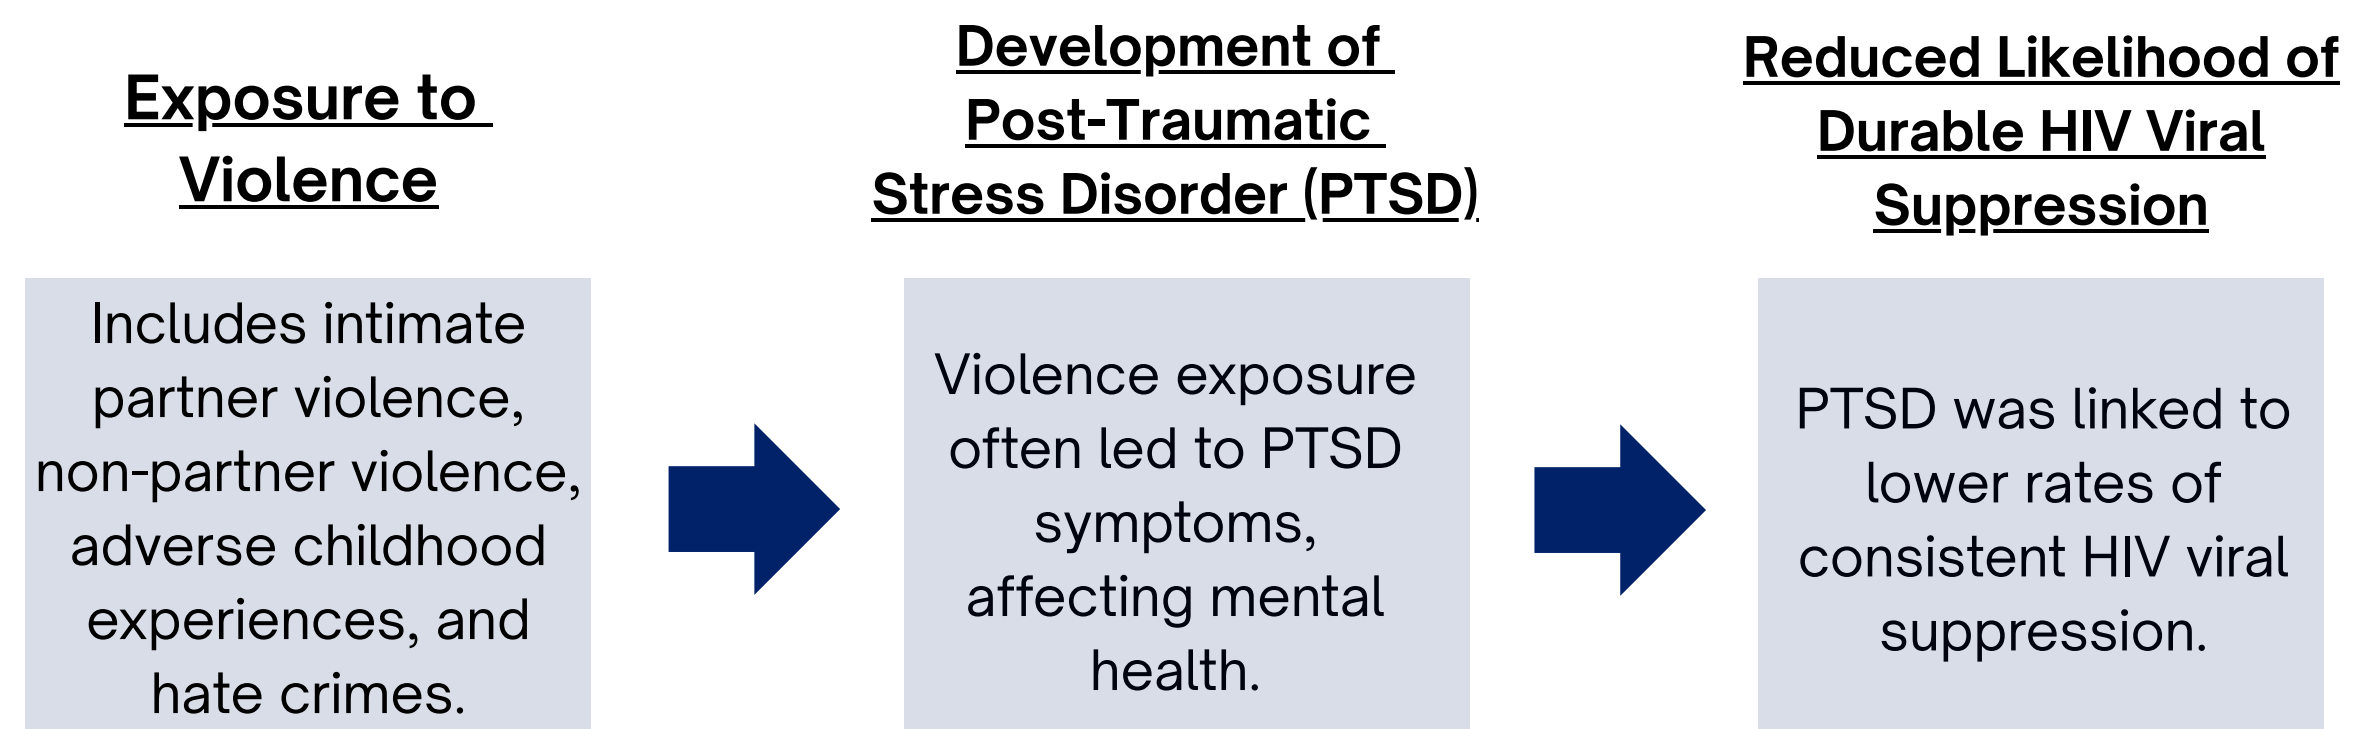 Exposure to
Violence
Includes intimate
partner violence,
non-partner violence,
adverse childhood
experiences, and
hate crimes.
Development of
Post-Traumatic
Stress Disorder (PTSD)
Violence exposure
often led to PTSD
symptoms,
affecting mental
health.
Reduced Likelihood of
Durable HIV Viral
Suppression
PTSD was linked to
lower rates of
consistent HIV viral
suppression.